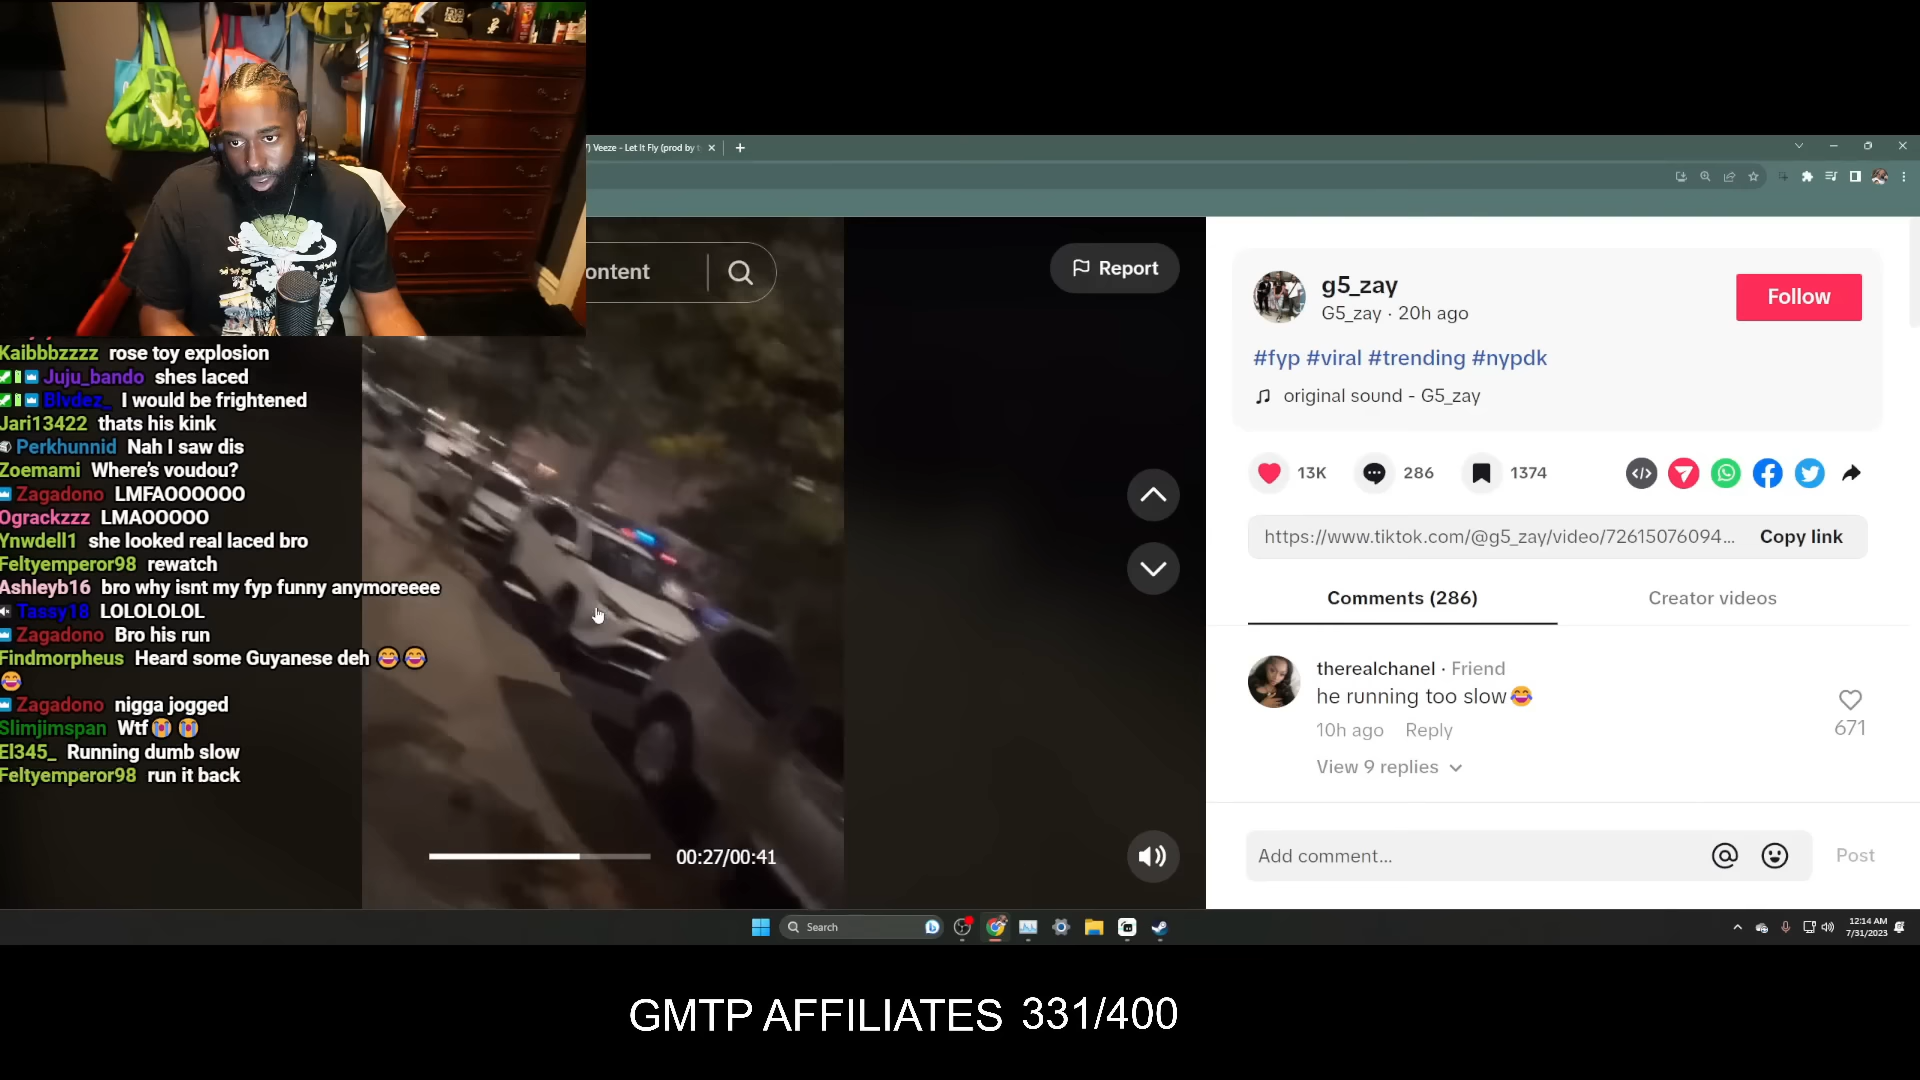 Veeze - Let It Fly (prod by t
ontent
Report
g5_zay
G5_zay · 20h ago
Follow
#fyp #viral #trending #nypdk
original sound - G5_zay
13K
286
1374
https://www.tiktok.com/@g5_zay/video/72615076094...
Copy link
Comments (286)
Creator videos
therealchanel · Friend
he running too slow😂
10h ago Reply
671
View 9 replies
Add comment...
Post
00:27/00:41
Kaibbbzzzz rose toy explosion
Juju_bando shes laced
Blvdez_ I would be frightened
Jari13422 thats his kink
Perkhunnid Nah I saw dis
Zoemami Where's voudou?
Zagadono LMFAOOOOOO
Ograckzzz LMAOOOOO
Ynwdell1 she looked real laced bro
Feltyemperor98 rewatch
Ashleyb16 bro why isnt my fyp funny anymoreeee
Tassy18 LOLOLOLOL
Zagadono Bro his run
Findmorpheus Heard some Guyanese deh 😂😂
😂
Zagadono nigga jogged
Slimjimspan Wtf😭😭
El345_ Running dumb slow
Feltyemperor98 run it back
Search
12:14 AM
7/31/2023
GMTP AFFILIATES 331/400